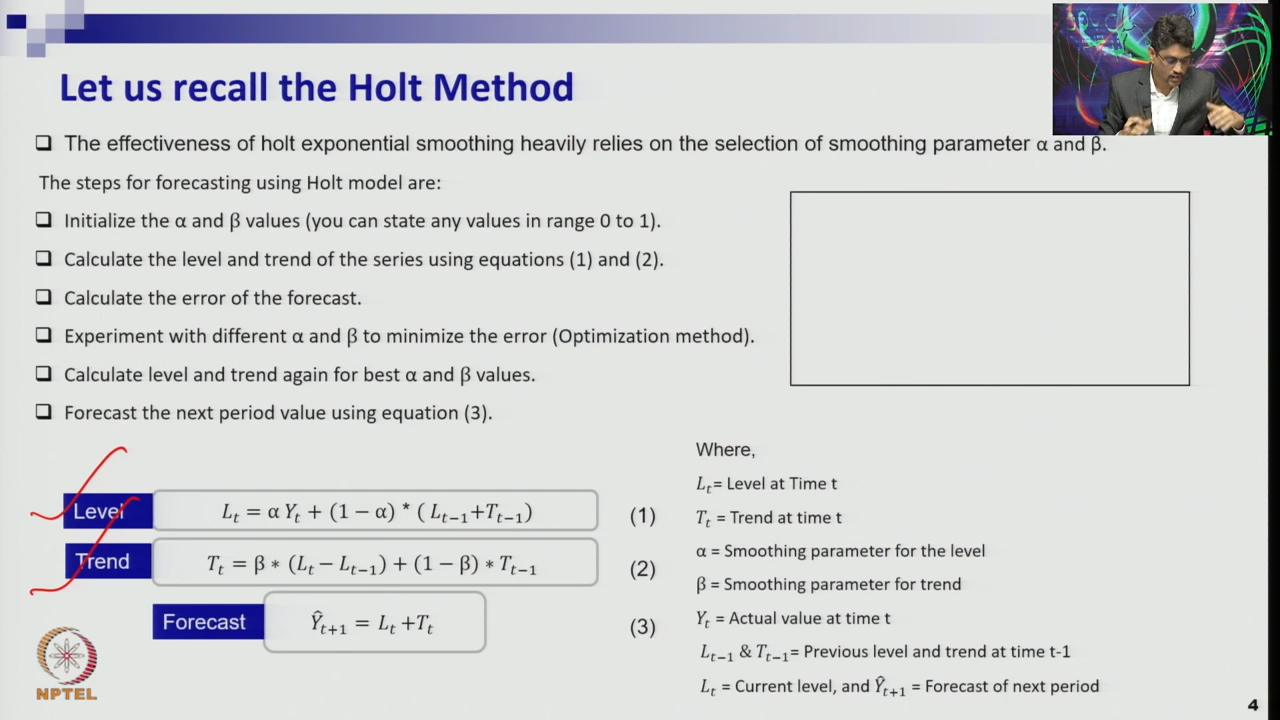 Let us recall the Holt Method
❑ The effectiveness of holt exponential smoothing heavily relies on the selection of smoothing parameter α and β.
The steps for forecasting using Holt model are:
❑ Initialize the α and β values (you can state any values in range 0 to 1).
❑ Calculate the level and trend of the series using equations (1) and (2).
❑ Calculate the error of the forecast.
❑ Experiment with different α and β to minimize the error (Optimization method).
❑ Calculate level and trend again for best α and β values.
❑ Forecast the next period value using equation (3).
Level L_t = α Y_t + (1 − α) * ( L_{t−1}+T_{t−1}) (1)
Trend T_t = β ∗ (L_t − L_{t−1}) + (1 − β) ∗ T_{t−1} (2)
Forecast Ŷ_{t+1} = L_t +T_t (3)
Where,
L_t= Level at Time t
T_t = Trend at time t
α = Smoothing parameter for the level
β = Smoothing parameter for trend
Y_t = Actual value at time t
L_{t−1} & T_{t−1}= Previous level and trend at time t-1
L_t = Current level, and Ŷ_{t+1} = Forecast of next period
NPTEL
4